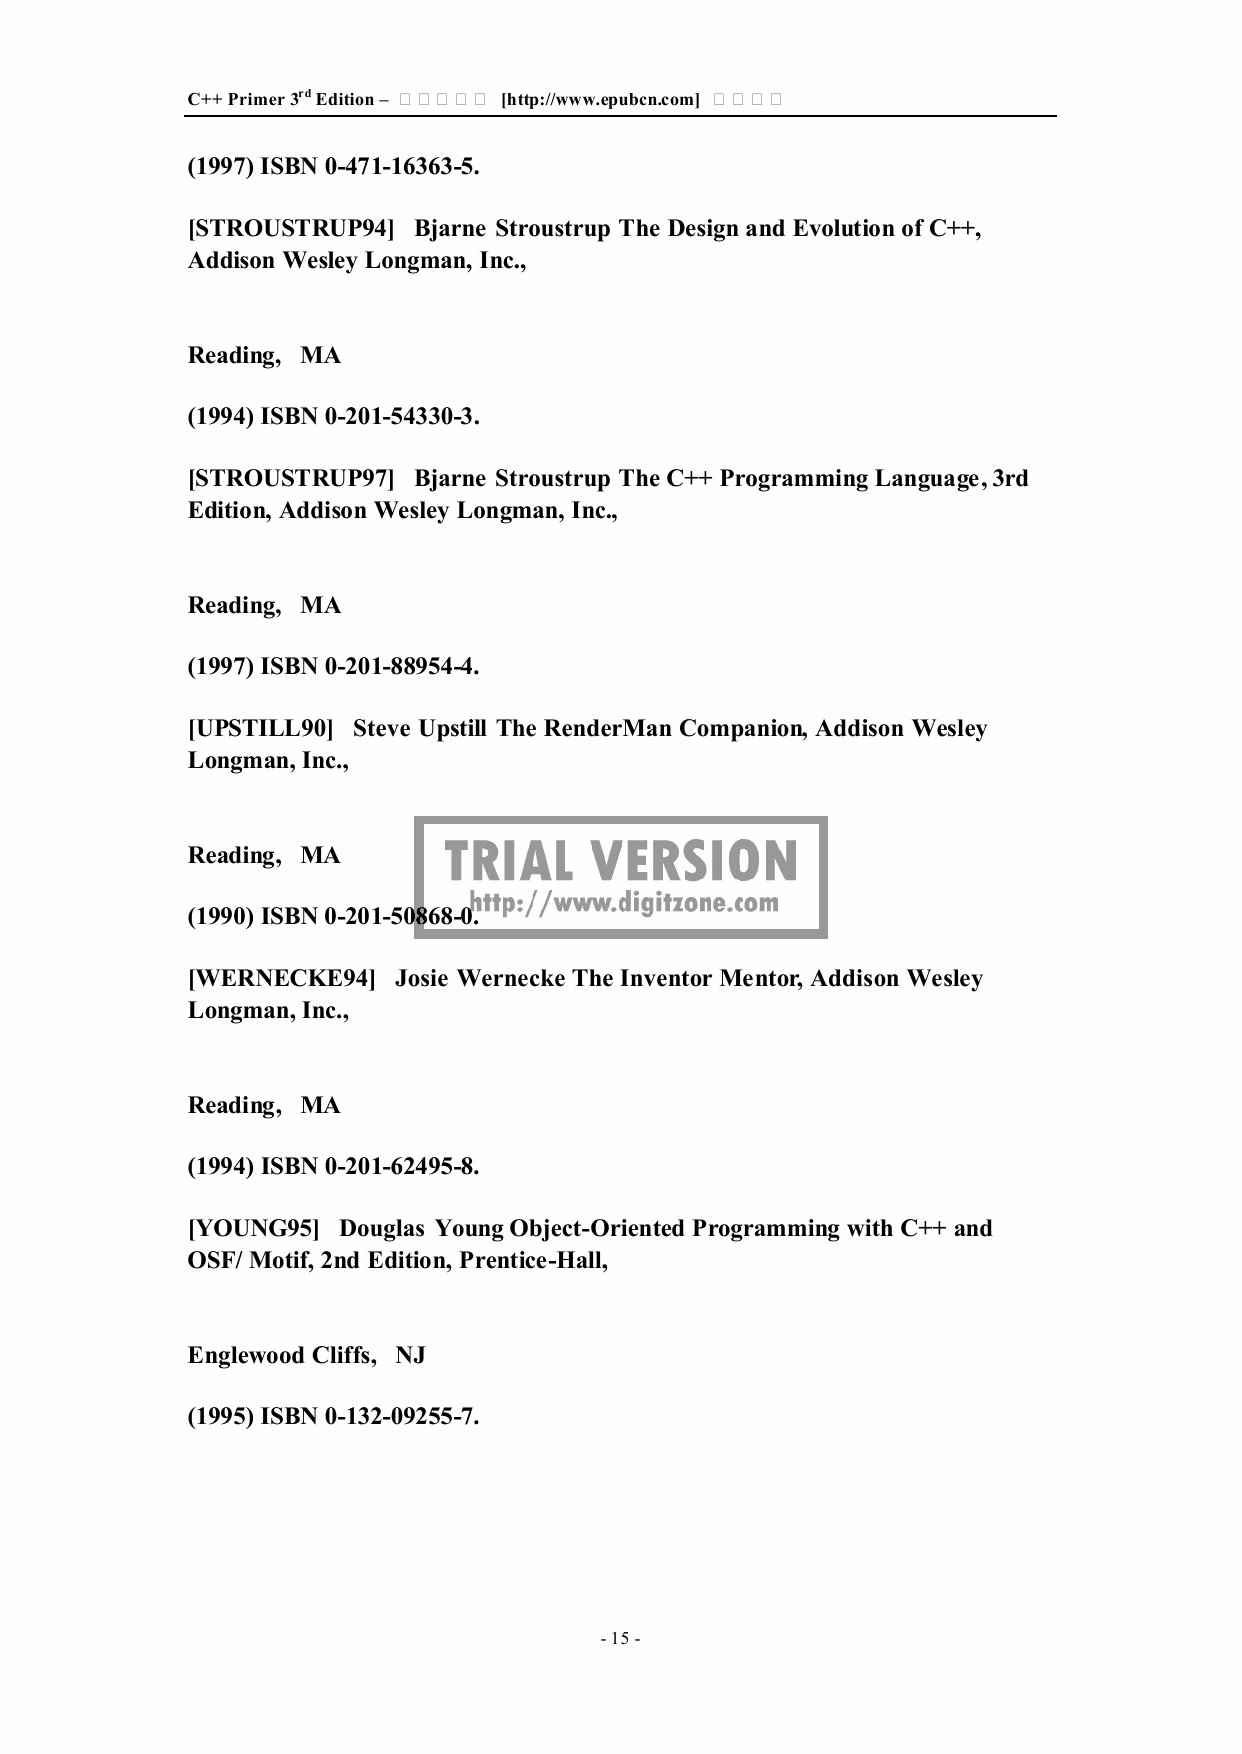 C++ Primer 3rd Edition – □□□□□ [http://www.epubcn.com] □□□□
(1997) ISBN 0-471-16363-5.
[STROUSTRUP94] Bjarne Stroustrup The Design and Evolution of C++,
Addison Wesley Longman, Inc.,
Reading, MA
(1994) ISBN 0-201-54330-3.
[STROUSTRUP97] Bjarne Stroustrup The C++ Programming Language, 3rd
Edition, Addison Wesley Longman, Inc.,
Reading, MA
(1997) ISBN 0-201-88954-4.
[UPSTILL90] Steve Upstill The RenderMan Companion, Addison Wesley
Longman, Inc.,
TRIAL VERSION
Reading, MA
http://www.digitzone.com
(1990) ISBN 0-201-50868-0.
[WERNECKE94] Josie Wernecke The Inventor Mentor, Addison Wesley
Longman, Inc.,
Reading, MA
(1994) ISBN 0-201-62495-8.
[YOUNG95] Douglas Young Object-Oriented Programming with C++ and
OSF/ Motif, 2nd Edition, Prentice-Hall,
Englewood Cliffs, NJ
(1995) ISBN 0-132-09255-7.
- 15 -